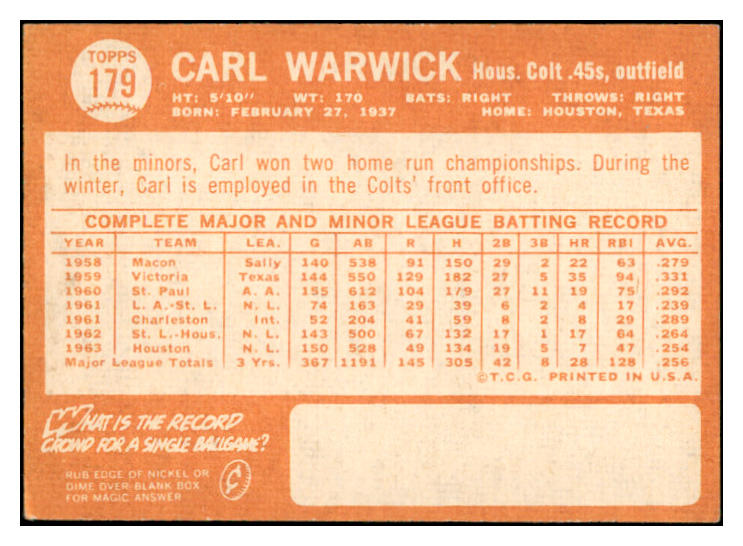 TOPPS
179
CARL WARWICK Hous. Colt .45s, outfield
HT: 5'10" WT: 170 BATS: RIGHT THROWS: RIGHT
BORN: FEBRUARY 27, 1937 HOME: HOUSTON, TEXAS
In the minors, Carl won two home run championships. During the
winter, Carl is employed in the Colts' front office.
COMPLETE MAJOR AND MINOR LEAGUE BATTING RECORD
YEAR TEAM LEA. G AB R H 2B 3B HR RBI AVG.
1958 Macon Sally 140 538 91 150 29 2 22 63 .279
1959 Victoria Texas 144 550 129 182 27 5 35 94 .331
1960 St. Paul A. A. 155 612 104 179 27 11 19 75 .292
1961 L. A.-St. L. N. L. 74 163 29 39 6 2 4 17 .239
1961 Charleston Int. 52 204 41 59 8 2 8 29 .289
1962 St. L.-Hous. N. L. 143 500 67 132 17 1 17 64 .264
1963 Houston N. L. 150 528 49 134 19 5 7 47 .254
Major League Totals 3 Yrs. 367 1191 145 305 42 8 28 128 .256
©T.C.G. PRINTED IN U.S.A.
WHAT IS THE RECORD
CROWD FOR A SINGLE BALLGAME?
RUB EDGE OF NICKEL OR
DIME OVER BLANK BOX
FOR MAGIC ANSWER
¢